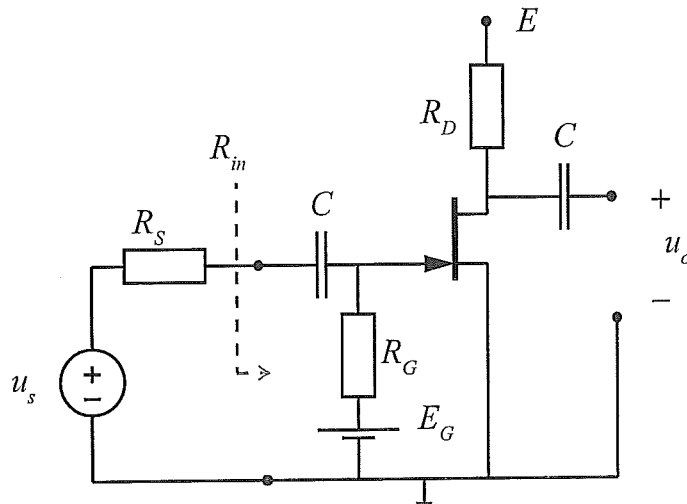 E
R_D
C
R_in
C
R_S
+
u_o
−
R_G
u_s
+
−
E_G